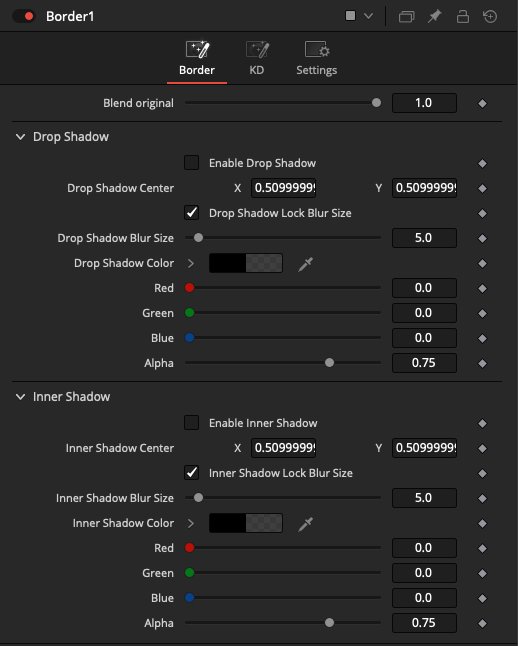 Border1
Border KD Settings
Blend original 1.0
Drop Shadow
Enable Drop Shadow
Drop Shadow Center X 0.5099999 Y 0.5099999
Drop Shadow Lock Blur Size
Drop Shadow Blur Size 5.0
Drop Shadow Color
Red 0.0
Green 0.0
Blue 0.0
Alpha 0.75
Inner Shadow
Enable Inner Shadow
Inner Shadow Center X 0.5099999 Y 0.5099999
Inner Shadow Lock Blur Size
Inner Shadow Blur Size 5.0
Inner Shadow Color
Red 0.0
Green 0.0
Blue 0.0
Alpha 0.75